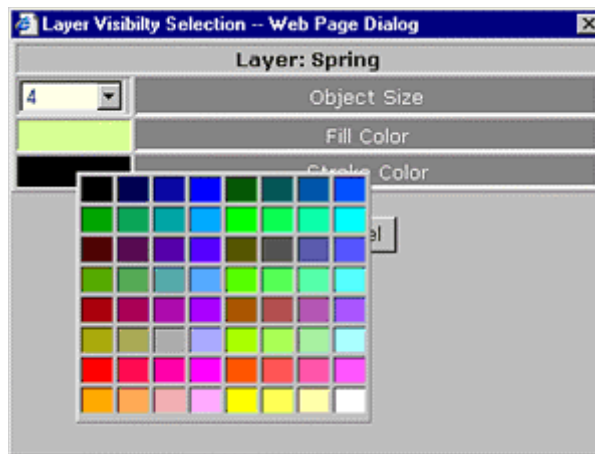 Layer Visibilty Selection -- Web Page Dialog
Layer: Spring
4
Object Size
Fill Color
Stroke Color